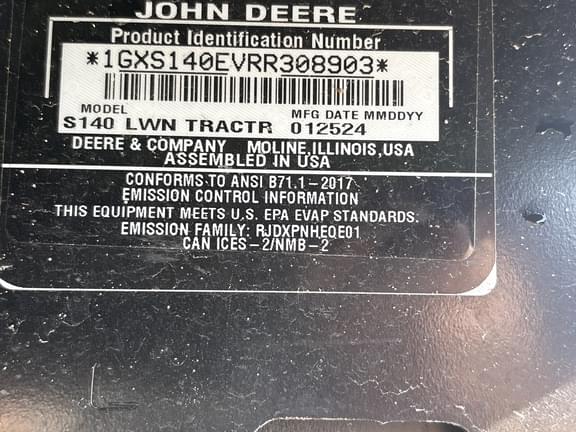 JOHN DEERE
Product Identification Number
*1GXS140EVRR308903*
MODEL MFG DATE MMDDYY
S140 LWN TRACTR 012524
DEERE & COMPANY MOLINE,ILLINOIS,USA
ASSEMBLED IN USA
CONFORMS TO ANSI B71.1-2017
EMISSION CONTROL INFORMATION
THIS EQUIPMENT MEETS U.S. EPA EVAP STANDARDS.
EMISSION FAMILY: RJDXPNHEQE01
CAN ICES-2/NMB-2